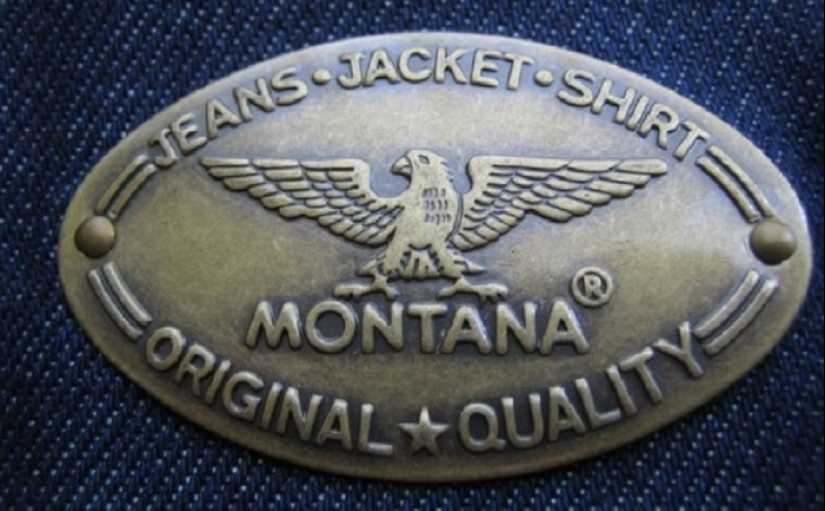 JEANS • JACKET • SHIRT
MONTANA®
ORIGINAL ★ QUALITY